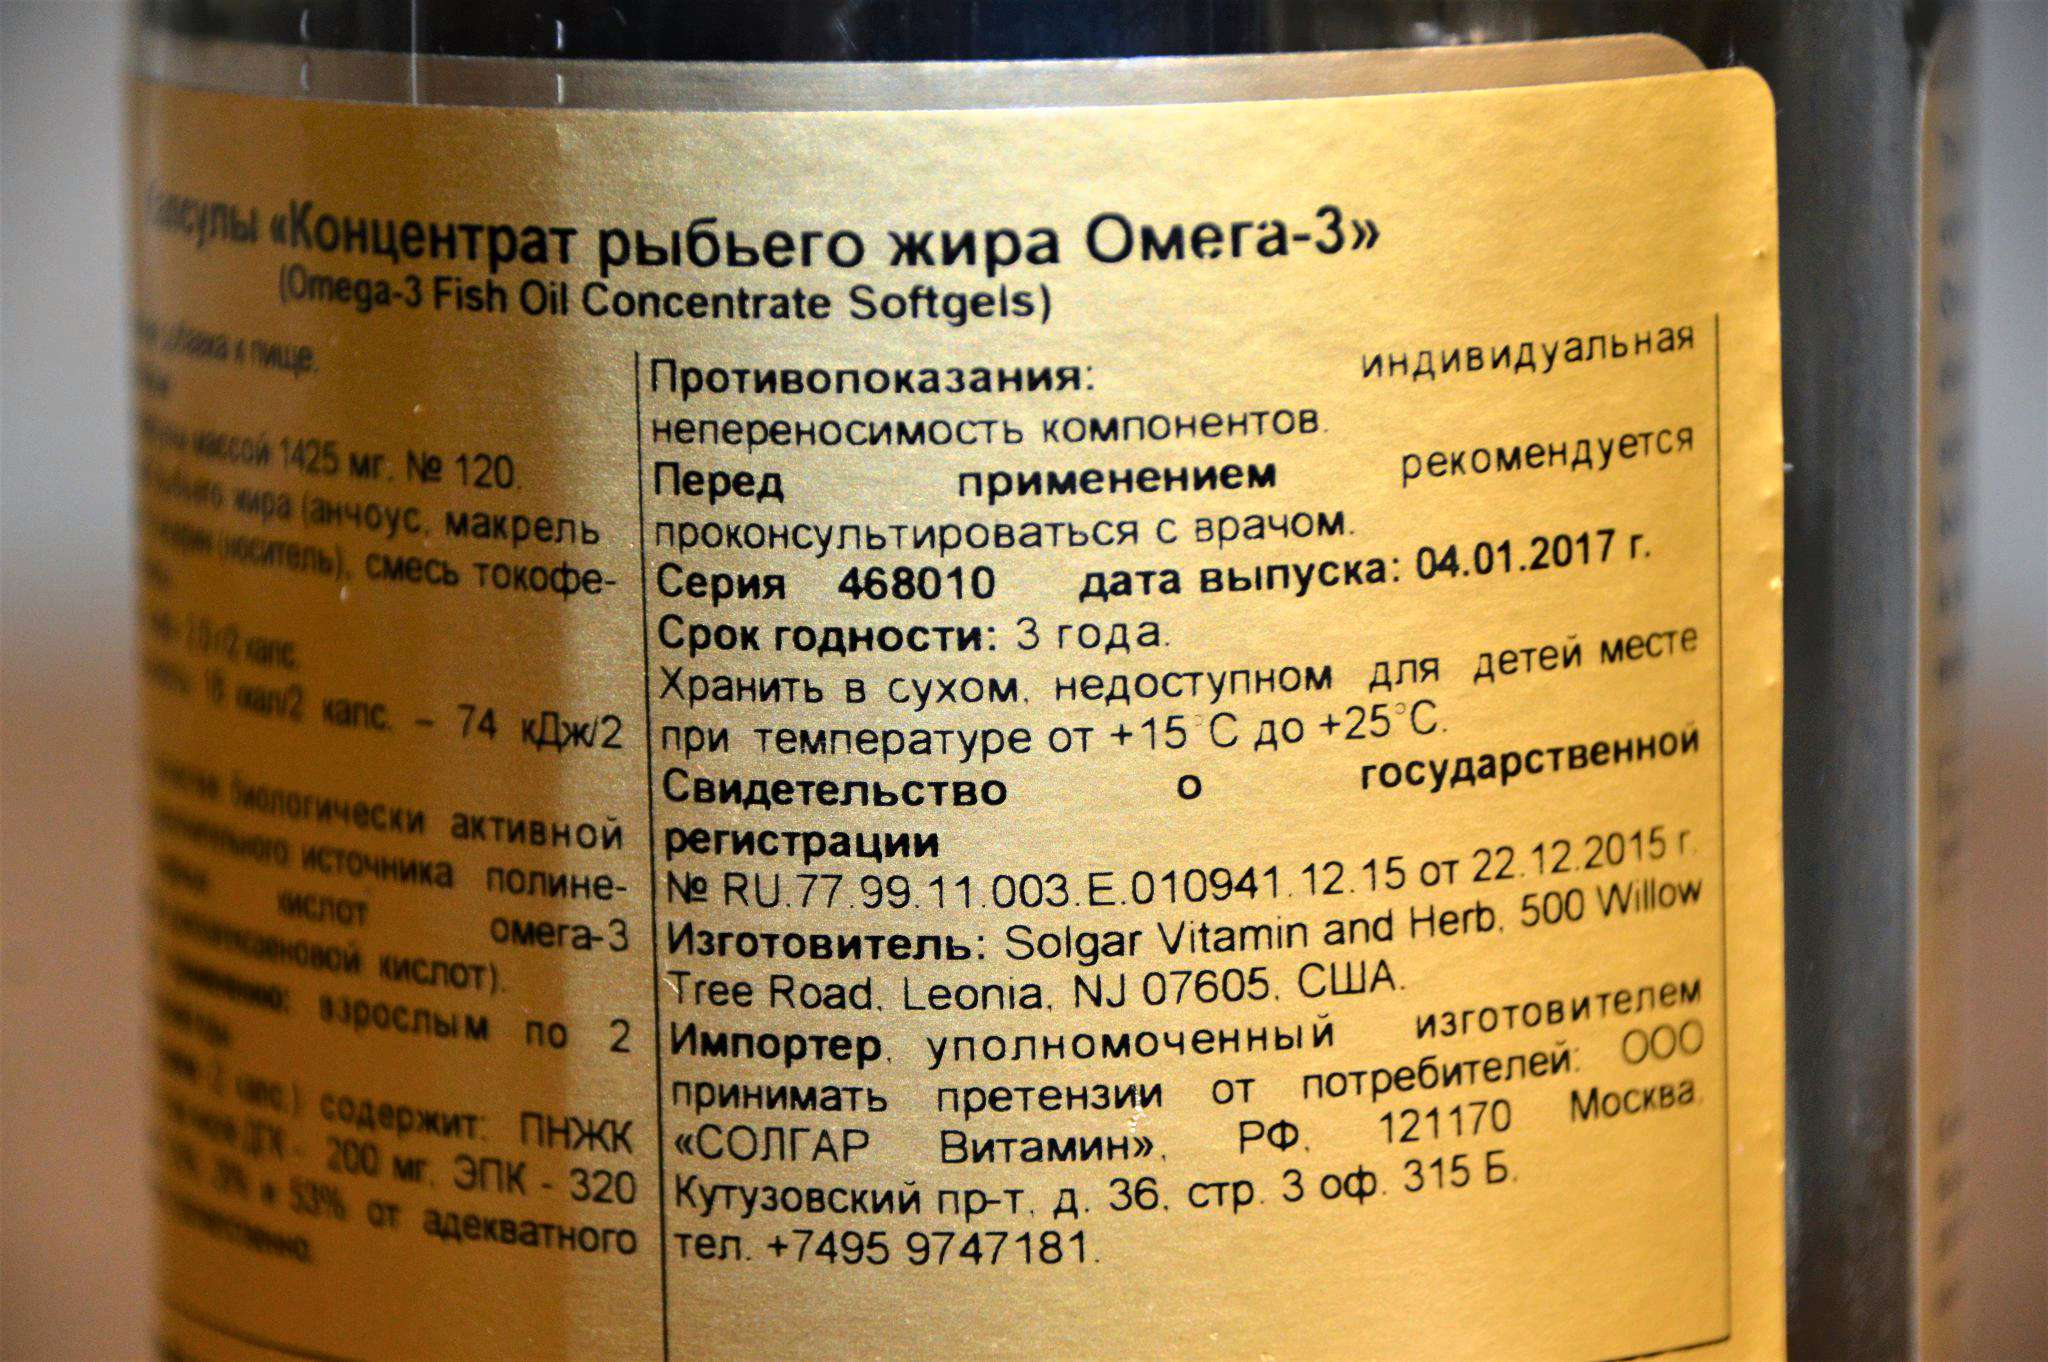 «Концентрат рыбьего жира Омега-3»
(Omega-3 Fish Oil Concentrate Softgels)
к пище.
массой 1425 мг. № 120.
жира (анчоус, макрель
(носитель), смесь токофе-
капс.
капс. – 74 кДж/2
биологически активной
источника полине-
кислот омега-3
кислот).
взрослым по 2
содержит: ПНЖК
ДГК - 200 мг, ЭПК - 320
и 53% от адекватного
Противопоказания: индивидуальная
непереносимость компонентов.
Перед применением рекомендуется
проконсультироваться с врачом.
Серия 468010 дата выпуска: 04.01.2017 г.
Срок годности: 3 года.
Хранить в сухом, недоступном для детей месте
при температуре от +15°С до +25°С.
Свидетельство о государственной
регистрации
№ RU.77.99.11.003.Е.010941.12.15 от 22.12.2015 г.
Изготовитель: Solgar Vitamin and Herb, 500 Willow
Tree Road, Leonia, NJ 07605, США.
Импортер, уполномоченный изготовителем
принимать претензии от потребителей: ООО
«СОЛГАР Витамин», РФ, 121170 Москва,
Кутузовский пр-т, д. 36, стр. 3 оф. 315 Б.
тел. +7495 9747181.